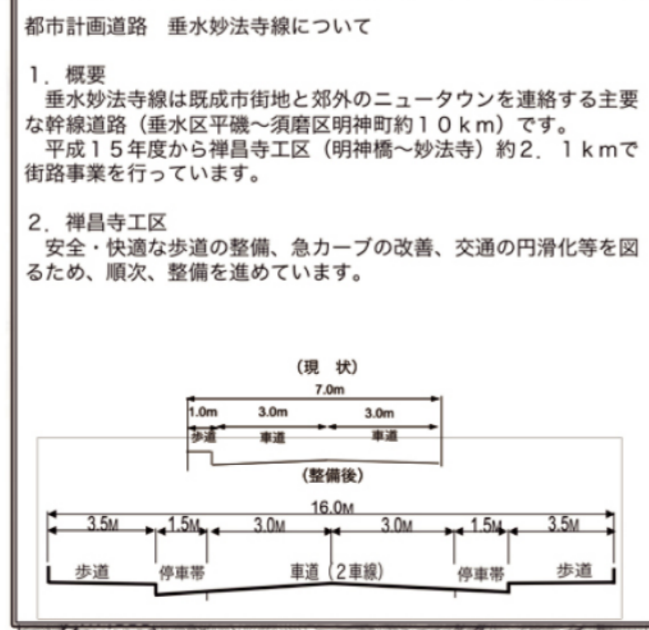 都市計画道路　垂水妙法寺線について
１．概要
　垂水妙法寺線は既成市街地と郊外のニュータウンを連絡する主要
な幹線道路（垂水区平磯～須磨区明神町約１０ｋｍ）です。
　平成１５年度から禅昌寺工区（明神橋～妙法寺）約２．１ｋｍで
街路事業を行っています。
２．禅昌寺工区
　安全・快適な歩道の整備、急カーブの改善、交通の円滑化等を図
るため、順次、整備を進めています。
（現　状）
7.0m
1.0m 3.0m 3.0m
歩道 車道 車道
（整備後）
16.0M
3.5M 1.5M 3.0M 3.0M 1.5M 3.5M
歩道 停車帯 車道（２車線） 停車帯 歩道